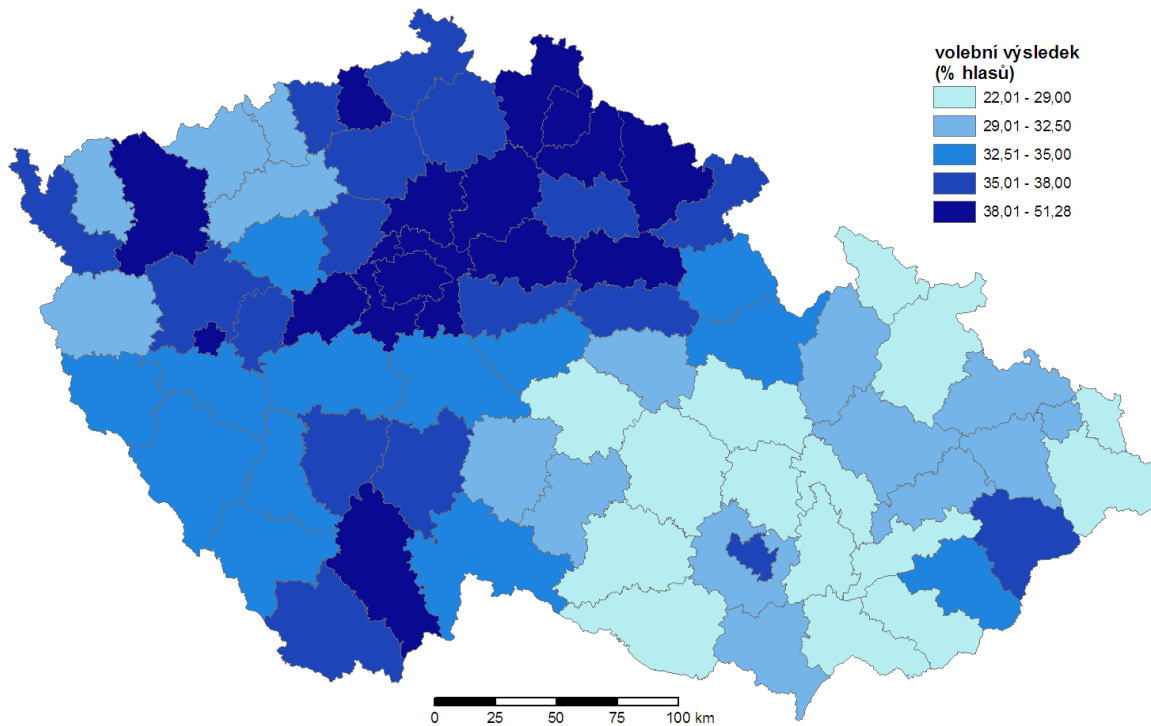 volební výsledek
(% hlasů)
22,01 - 29,00
29,01 - 32,50
32,51 - 35,00
35,01 - 38,00
38,01 - 51,28
0 25 50 75 100 km